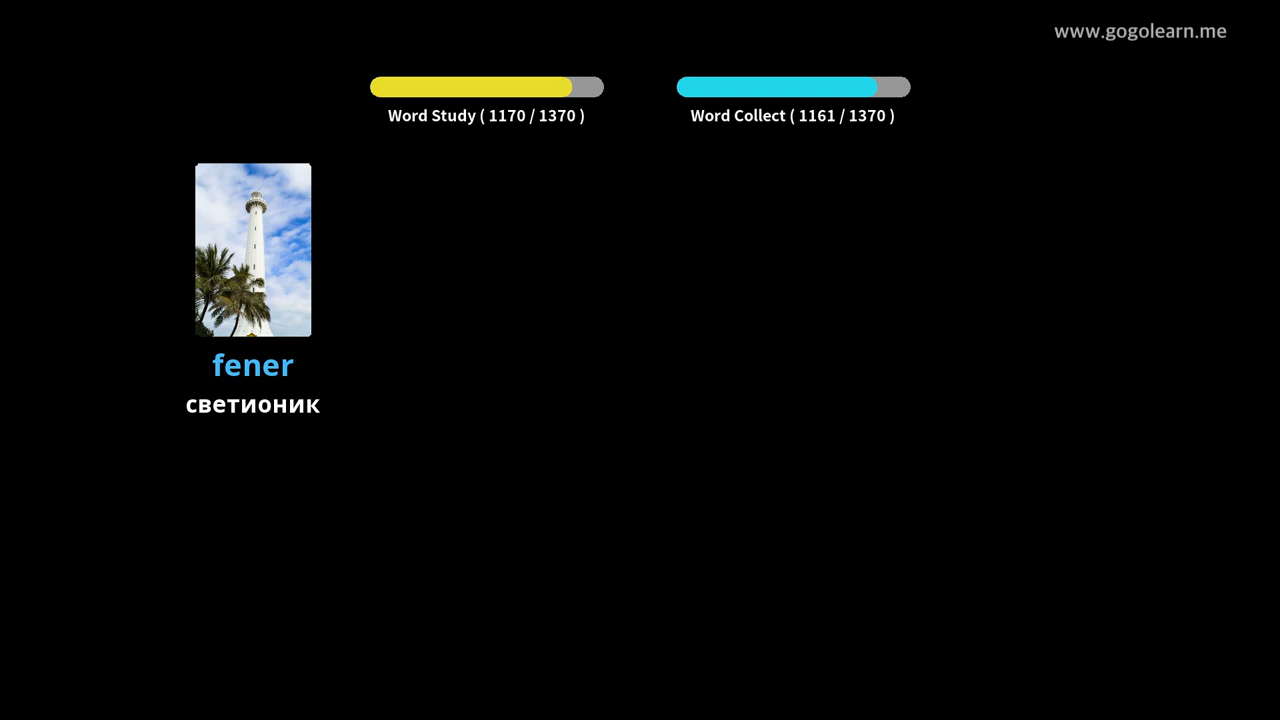 www.gogolearn.me
Word Study ( 1170 / 1370 )
Word Collect ( 1161 / 1370 )
fener
светионик